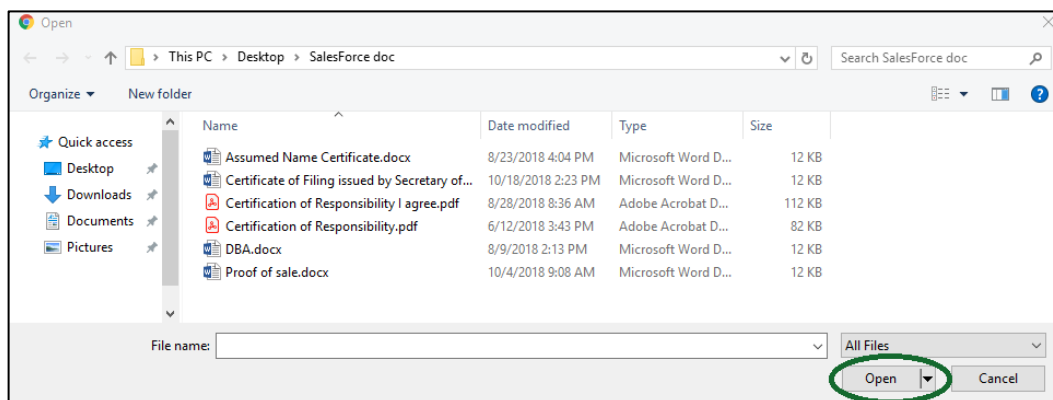 Open
This PC > Desktop > SalesForce doc
Search SalesForce doc
Organize
New folder
Name Date modified Type Size
Quick access
Desktop
Downloads
Documents
Pictures
Assumed Name Certificate.docx 8/23/2018 4:04 PM Microsoft Word D... 12 KB
Certificate of Filing issued by Secretary of... 10/18/2018 2:23 PM Microsoft Word D... 12 KB
Certification of Responsibility I agree.pdf 8/28/2018 8:36 AM Adobe Acrobat D... 112 KB
Certification of Responsibility.pdf 6/12/2018 3:43 PM Adobe Acrobat D... 82 KB
DBA.docx 8/9/2018 2:13 PM Microsoft Word D... 12 KB
Proof of sale.docx 10/4/2018 9:08 AM Microsoft Word D... 12 KB
File name:
All Files
Open
Cancel